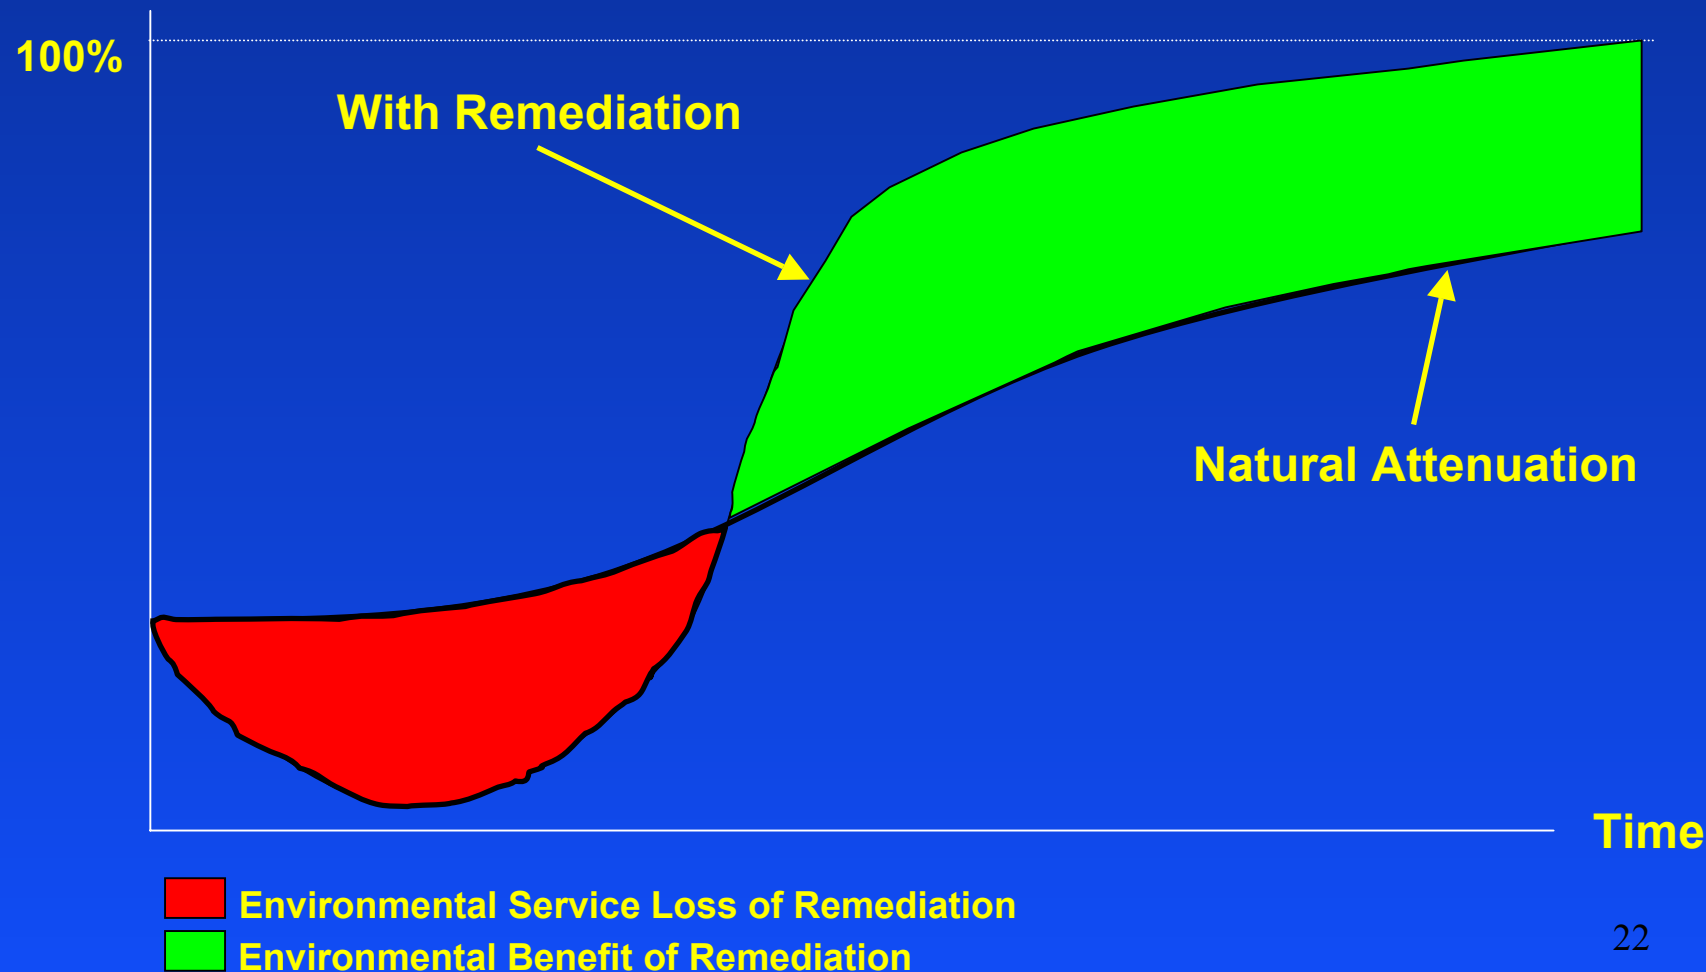 100%
With Remediation
Natural Attenuation
Time
Environmental Service Loss of Remediation
Environmental Benefit of Remediation
22